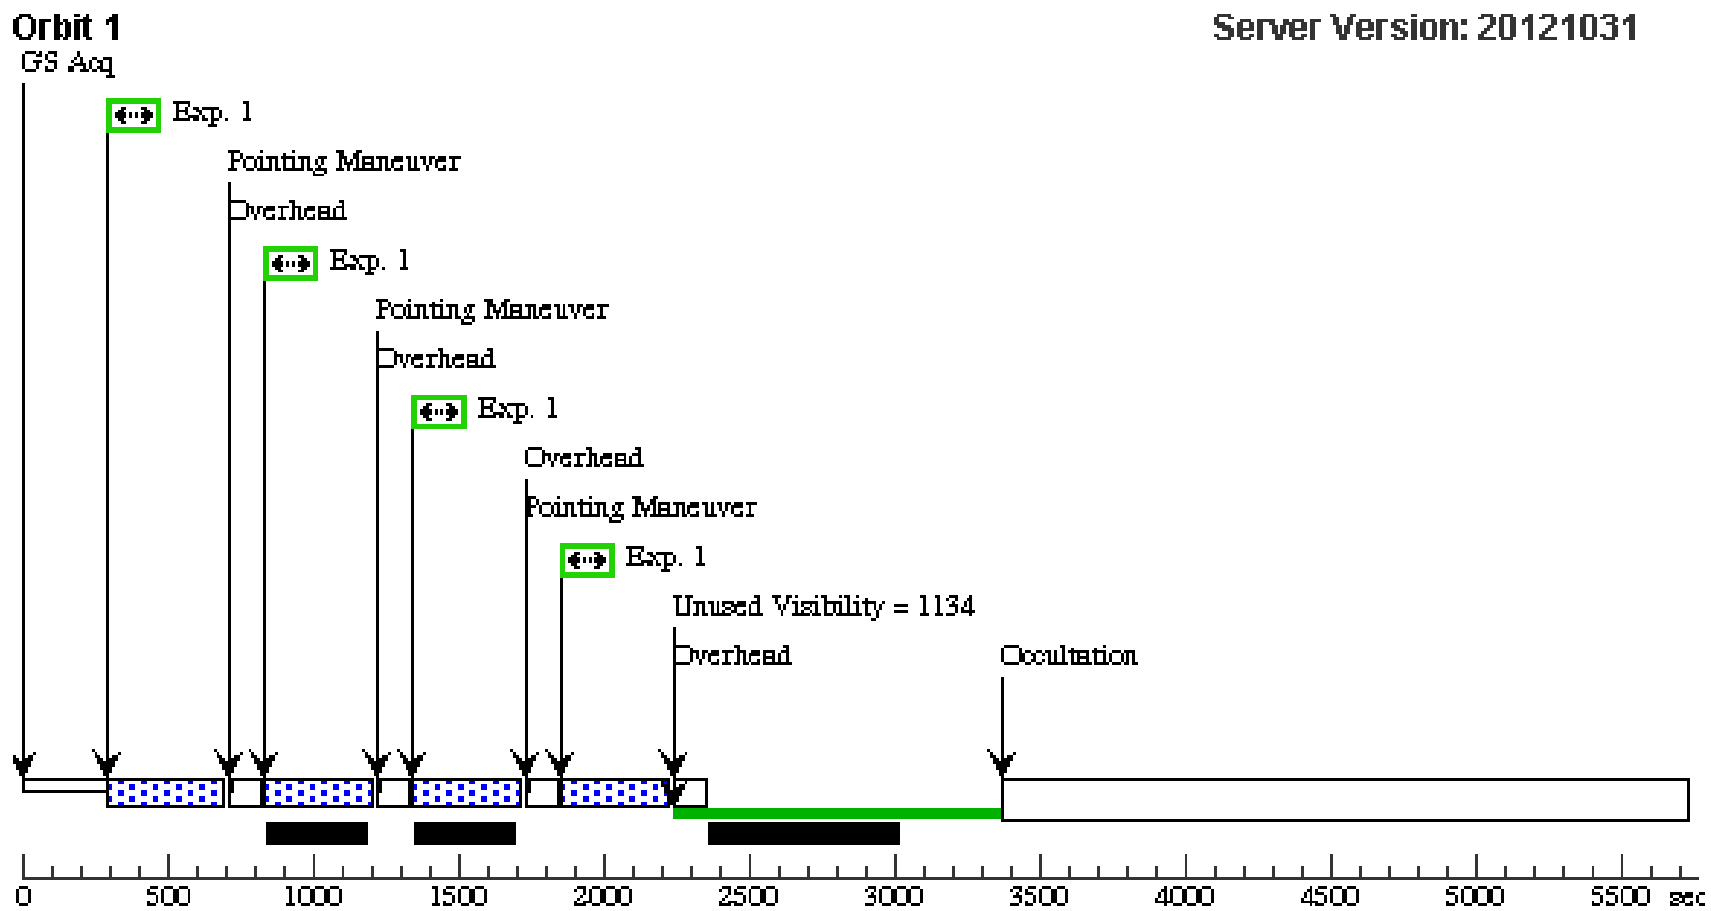 Orbit 1
Server Version: 20121031
GS Acq
Exp. 1
Pointing Maneuver
Overhead
Exp. 1
Pointing Maneuver
Overhead
Exp. 1
Overhead
Pointing Maneuver
Exp. 1
Unused Visibility = 1134
Overhead
Occultation
0 500 1000 1500 2000 2500 3000 3500 4000 4500 5000 5500 sec